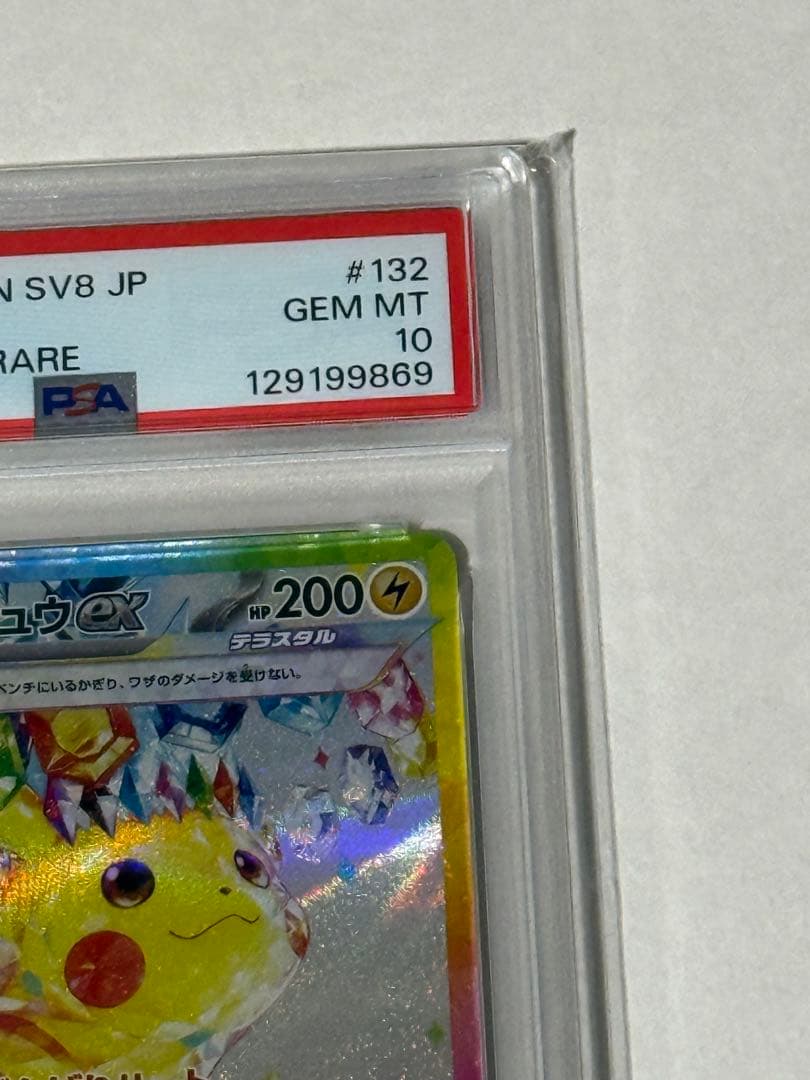 N SV8 JP #132
GEM MT
RARE 10
PSA 129199869
ュウex HP 200
テラスタル
ベンチにいるかぎり、ワザのダメージを受けない。